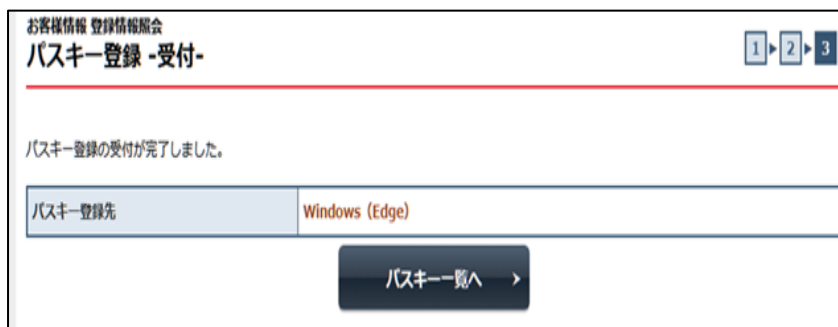 お客様情報 登録情報照会
パスキー登録 -受付-
1 2 3
パスキー登録の受付が完了しました。
パスキー登録先 Windows（Edge）
パスキー一覧へ